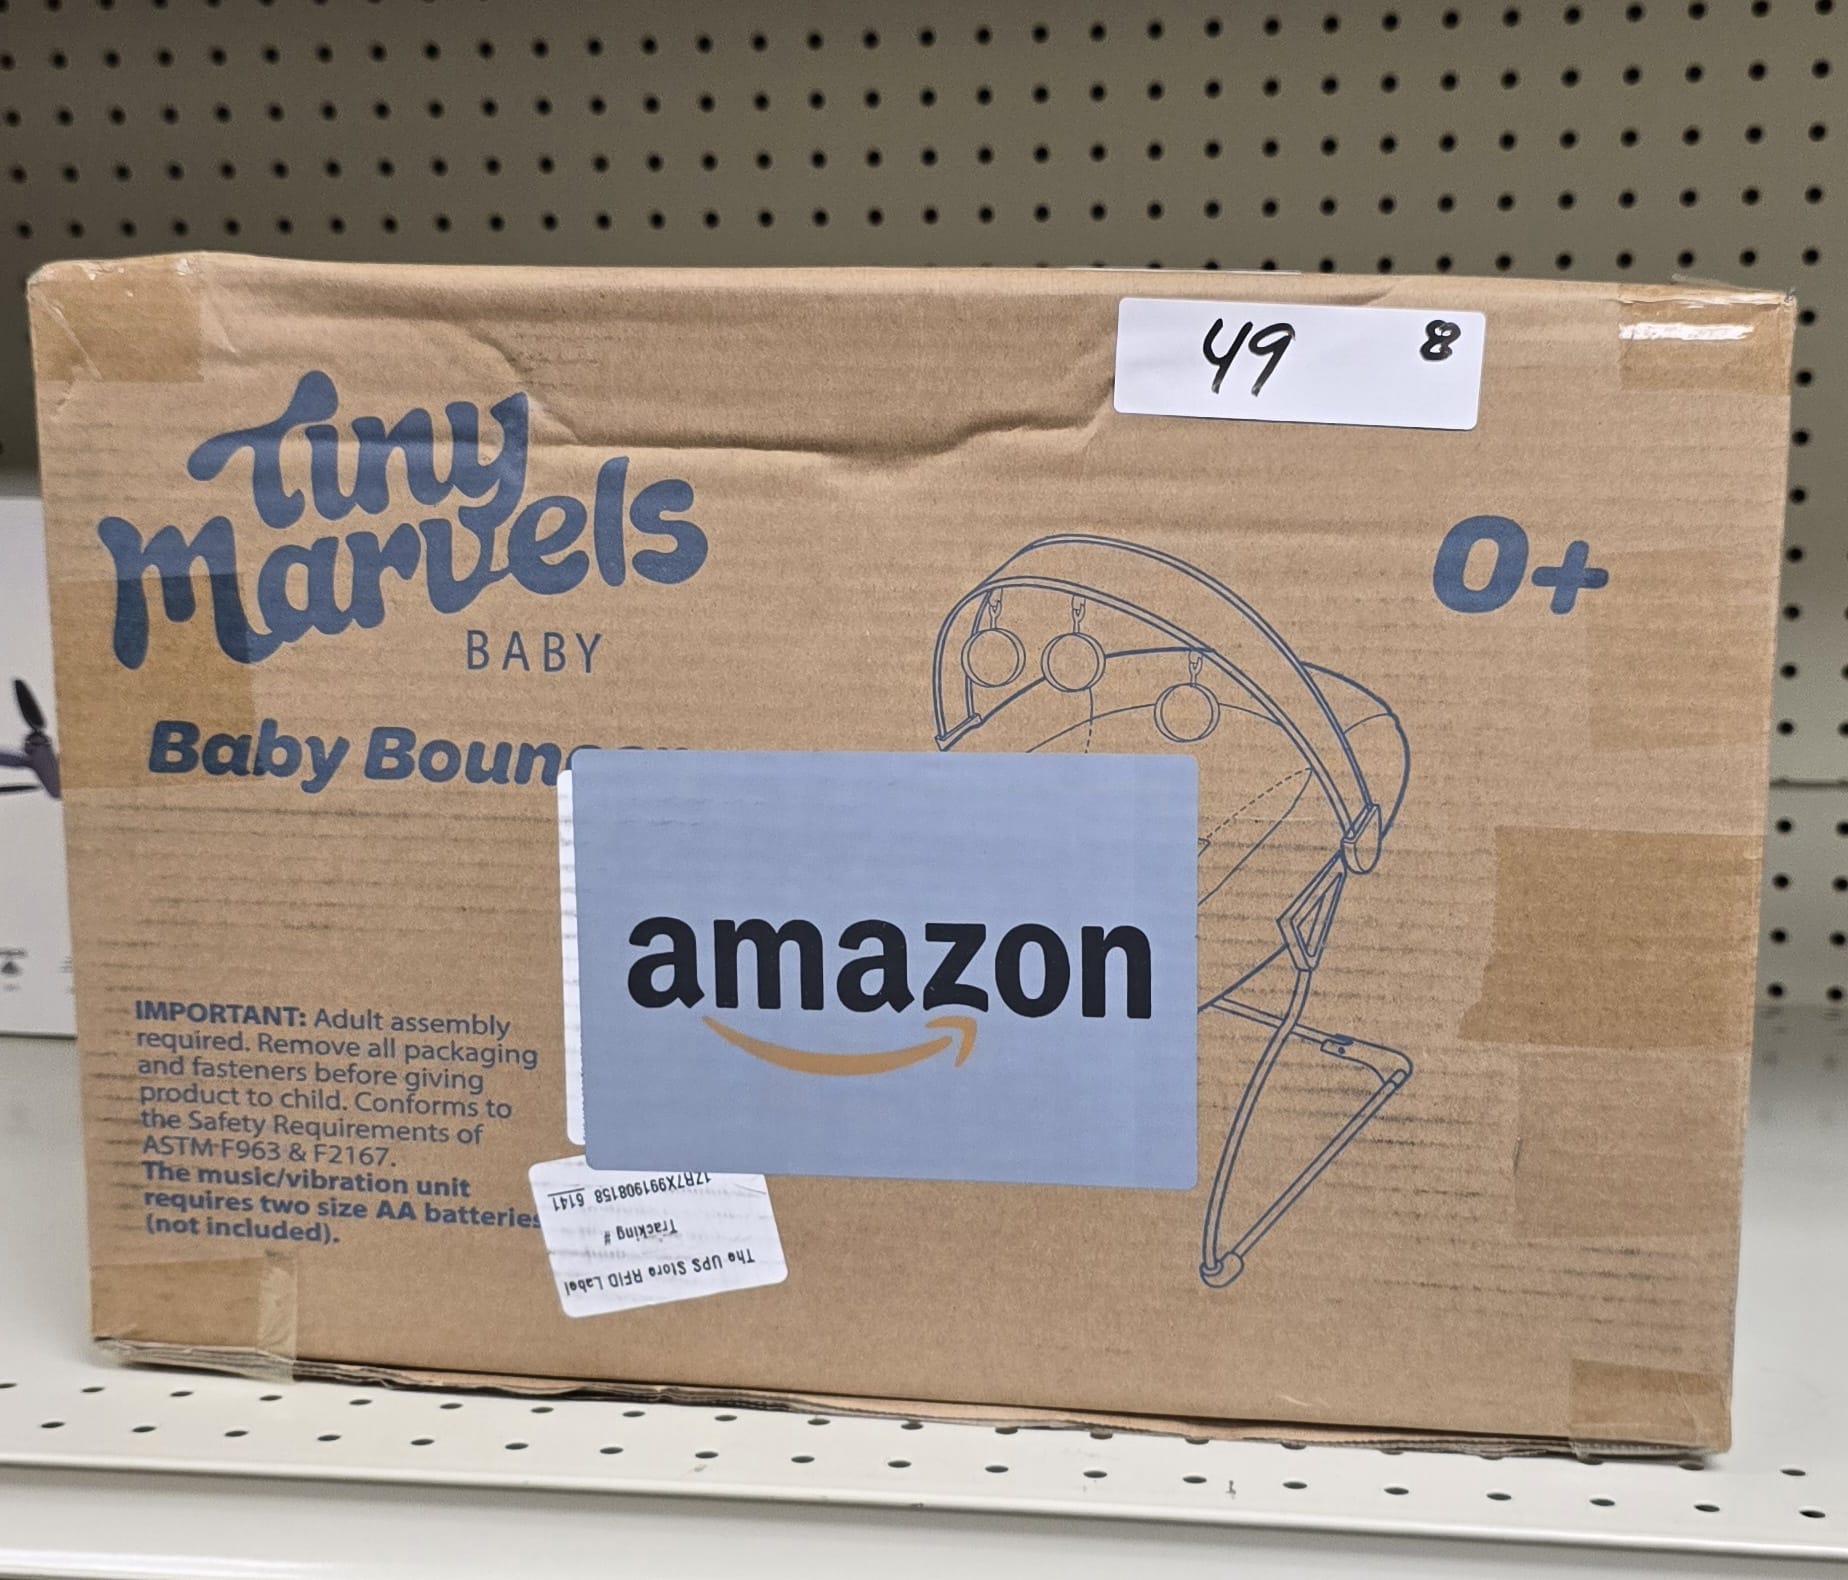 49 8
Tiny
Marvels
BABY
0+
Baby Bouncer
amazon
IMPORTANT: Adult assembly
required. Remove all packaging
and fasteners before giving
product to child. Conforms to
the Safety Requirements of
ASTM-F963 & F2167.
The music/vibration unit
requires two size AA batteries
(not included).
The UPS Store RFID Label
Tracking #
1ZR7X991908158 6141